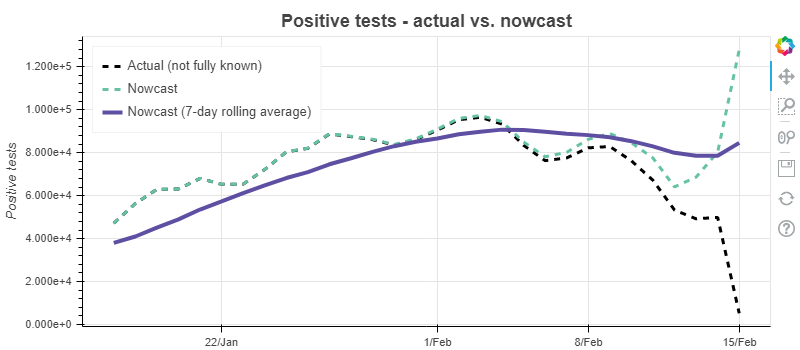 Positive tests - actual vs. nowcast
Actual (not fully known)
Nowcast
Nowcast (7-day rolling average)
Positive tests
1.200e+5
1.000e+5
8.000e+4
6.000e+4
4.000e+4
2.000e+4
0.000e+0
22/Jan
1/Feb
8/Feb
15/Feb